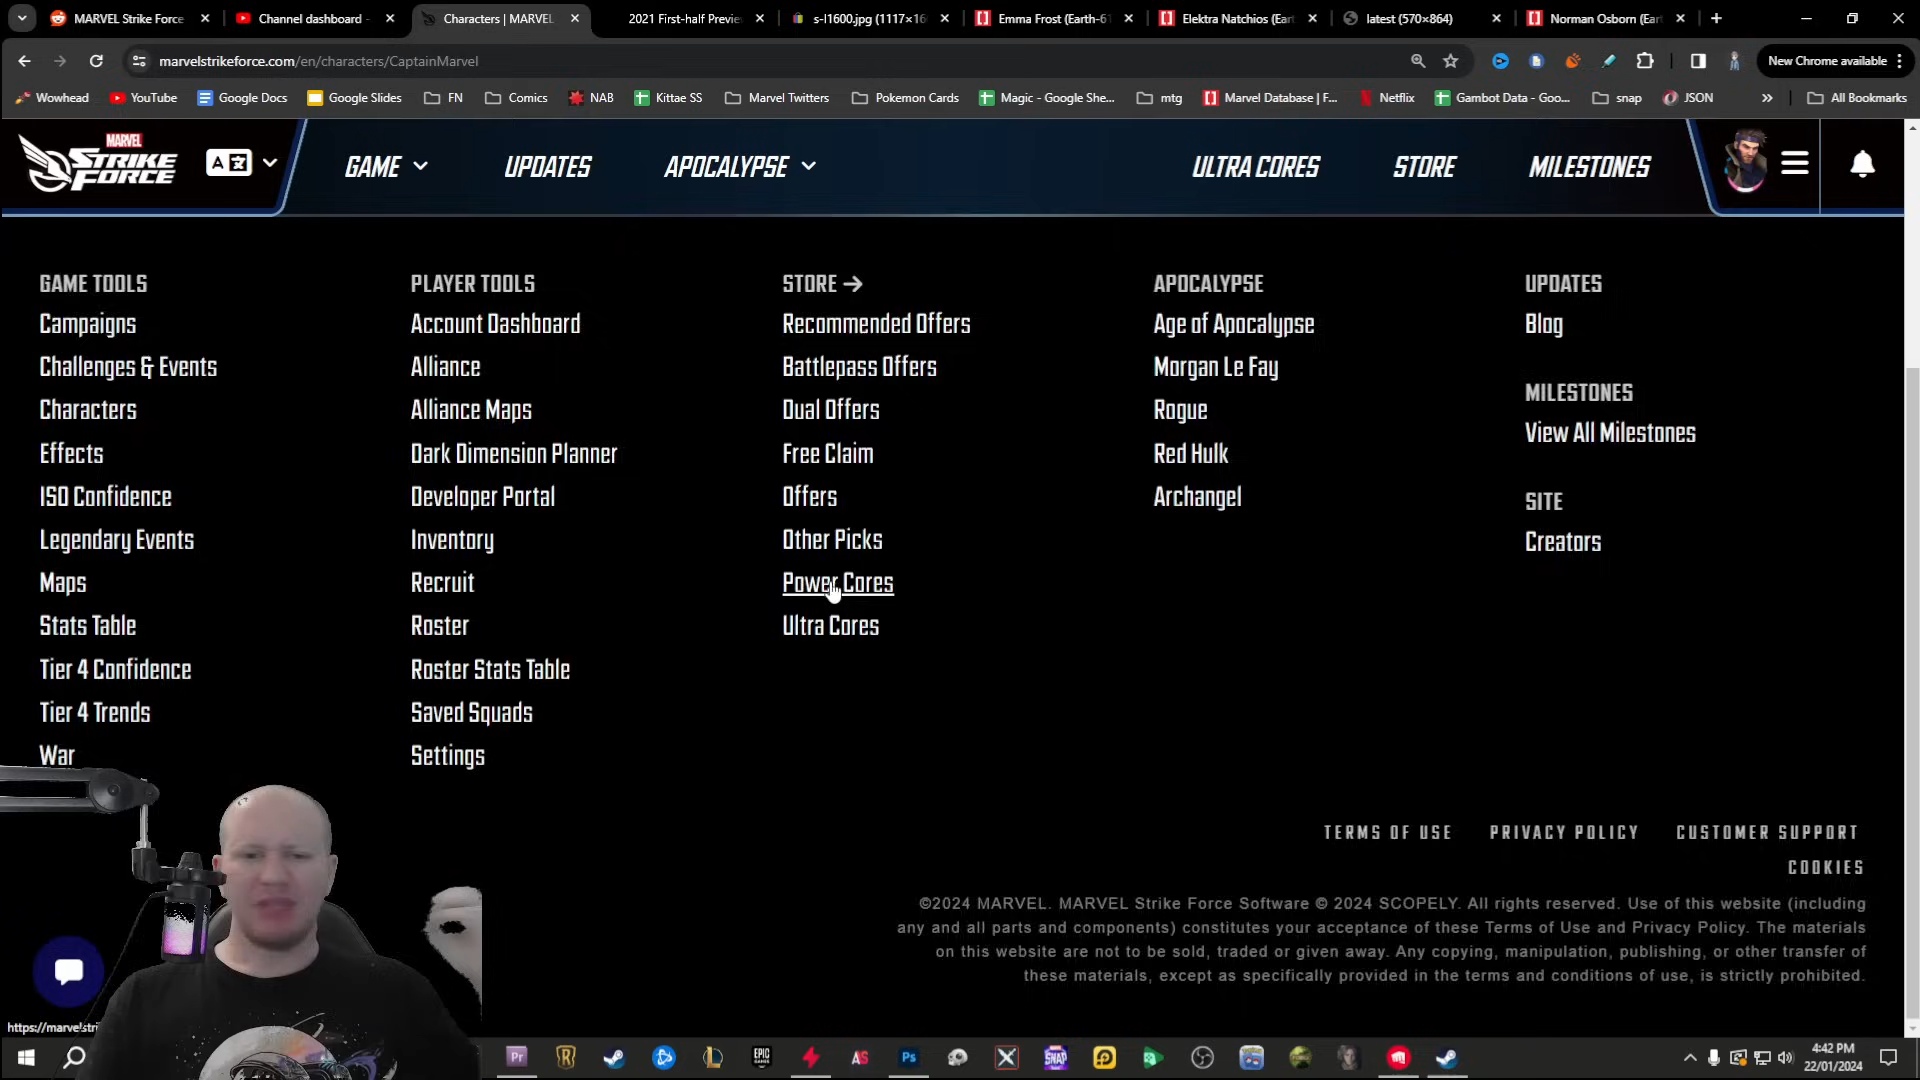 MARVEL Strike Force
Channel dashboard -
Characters | MARVEL
2021 First-half Previe
s-l1600.jpg (1117×16
Emma Frost (Earth-61
Elektra Natchios (Eart
latest (570×864)
Norman Osborn (Ear
marvelstrikeforce.com/en/characters/CaptainMarvel
New Chrome available
Wowhead
YouTube
Google Docs
Google Slides
FN
Comics
NAB
Kittae SS
Marvel Twitters
Pokemon Cards
Magic - Google She...
mtg
Marvel Database | F...
Netflix
Gambot Data - Goo...
snap
JSON
All Bookmarks
MARVEL
STRIKE
FORCE
GAME
UPDATES
APOCALYPSE
ULTRA CORES
STORE
MILESTONES
GAME TOOLS
Campaigns
Challenges & Events
Characters
Effects
ISO Confidence
Legendary Events
Maps
Stats Table
Tier 4 Confidence
Tier 4 Trends
War
PLAYER TOOLS
Account Dashboard
Alliance
Alliance Maps
Dark Dimension Planner
Developer Portal
Inventory
Recruit
Roster
Roster Stats Table
Saved Squads
Settings
STORE →
Recommended Offers
Battlepass Offers
Dual Offers
Free Claim
Offers
Other Picks
Power Cores
Ultra Cores
APOCALYPSE
Age of Apocalypse
Morgan Le Fay
Rogue
Red Hulk
Archangel
UPDATES
Blog
MILESTONES
View All Milestones
SITE
Creators
TERMS OF USE
PRIVACY POLICY
CUSTOMER SUPPORT
COOKIES
©2024 MARVEL. MARVEL Strike Force Software © 2024 SCOPELY. All rights reserved. Use of this website (including
any and all parts and components) constitutes your acceptance of these Terms of Use and Privacy Policy. The materials
on this website are not to be sold, traded or given away. Any copying, manipulation, publishing, or other transfer of
these materials, except as specifically provided in the terms and conditions of use, is strictly prohibited.
https://marvelstri
Pr
R
EPIC
GAMES
AS
Ps
SNAP
4:42 PM
22/01/2024